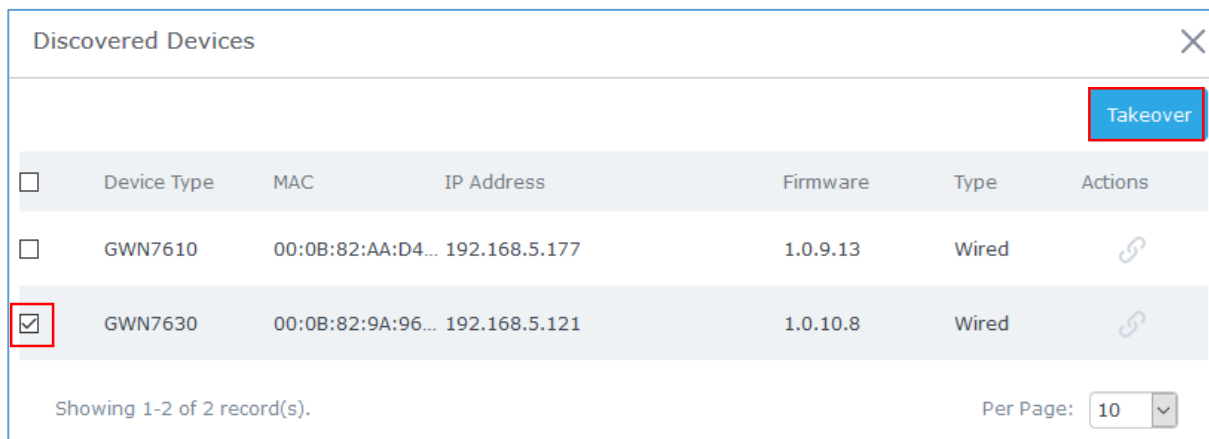 Discovered Devices
Takeover
Device Type MAC IP Address Firmware Type Actions
GWN7610 00:0B:82:AA:D4... 192.168.5.177 1.0.9.13 Wired
GWN7630 00:0B:82:9A:96... 192.168.5.121 1.0.10.8 Wired
Showing 1-2 of 2 record(s). Per Page: 10